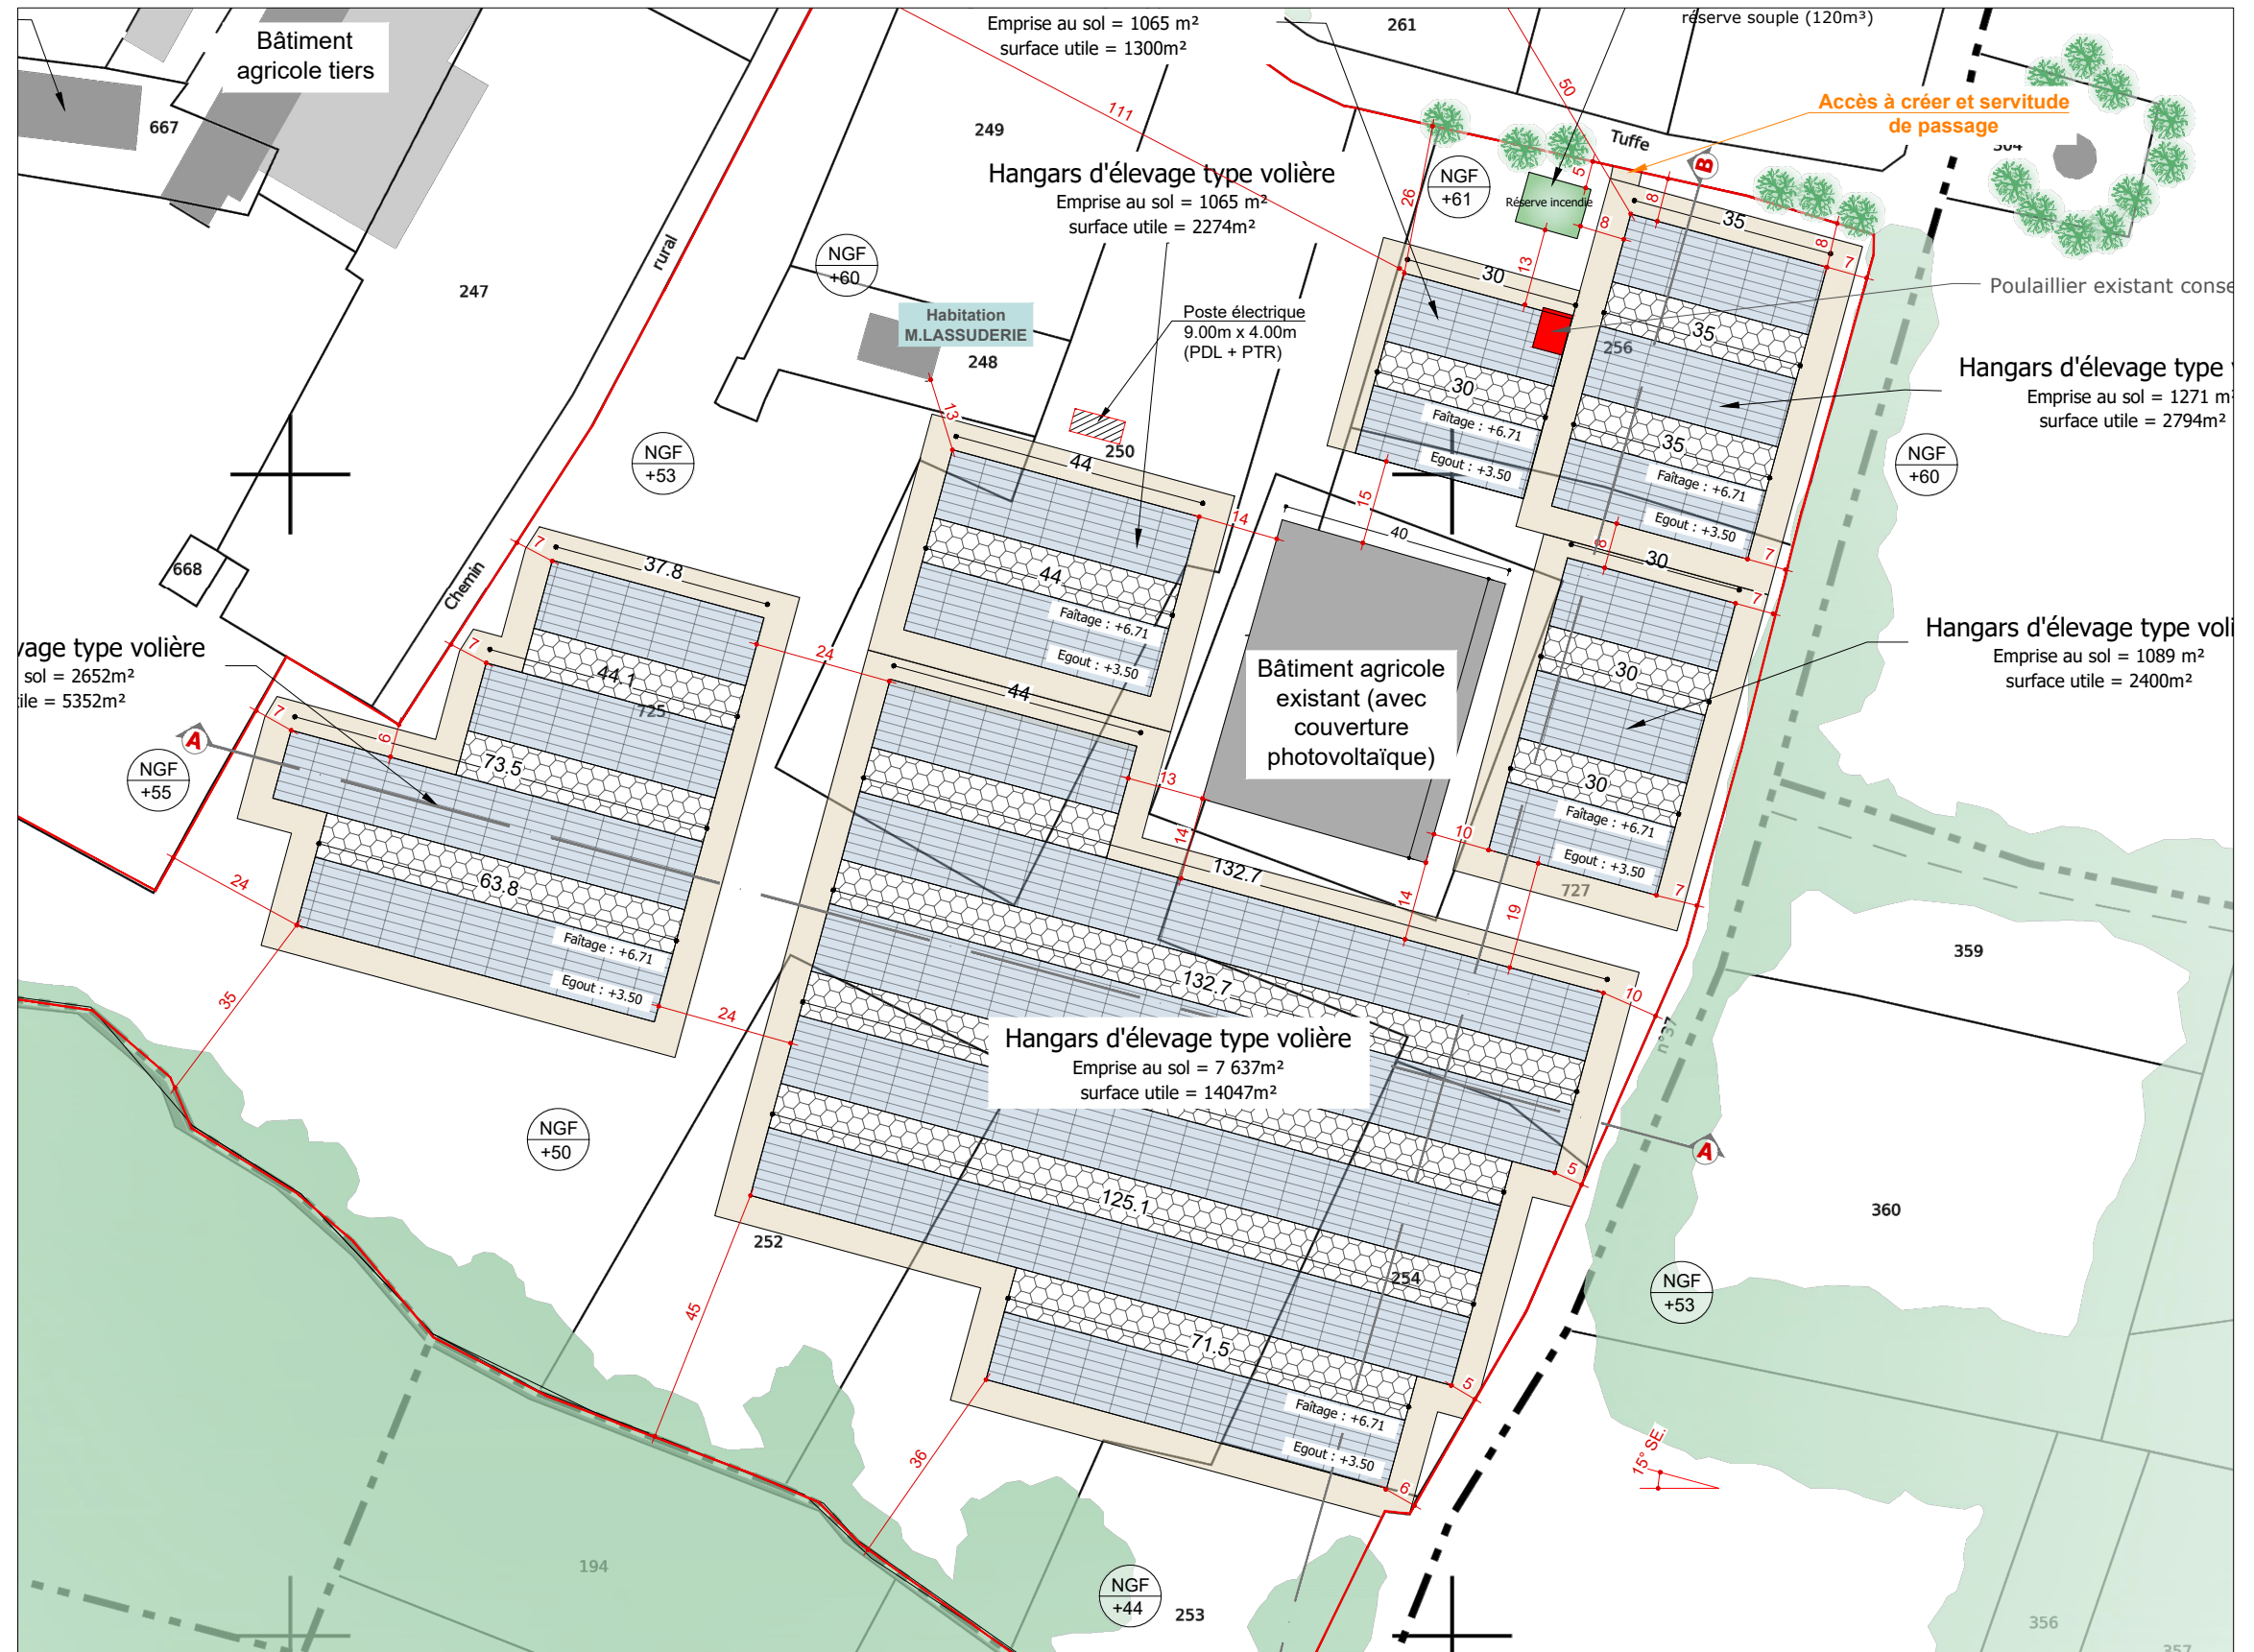 Bâtiment
agricole tiers
667
247
668
rural
Chemin
Emprise au sol = 1065 m²
surface utile = 1300m²
261
réserve souple (120m³)
111
50
249
Hangars d'élevage type volière
Emprise au sol = 1065 m²
surface utile = 2274m²
NGF
+60
Habitation
M.LASSUDERIE
248
Poste électrique
9.00m x 4.00m
(PDL + PTR)
250
NGF
+61
Réserve incendie
Tuffe
Accès à créer et servitude
de passage
B
26
5
8
8
8
7
13
30
30
35
35
35
256
Faîtage : +6.71
Egout : +3.50
Faîtage : +6.71
Egout : +3.50
Poulaillier existant conse
Hangars d'élevage type
Emprise au sol = 1271 m²
surface utile = 2794m²
NGF
+60
NGF
+53
13
44
44
14
Faîtage : +6.71
Egout : +3.50
15
40
8
7
30
7
30
30
Faîtage : +6.71
Egout : +3.50
7
727
Hangars d'élevage type voli
Emprise au sol = 1089 m²
surface utile = 2400m²
Bâtiment agricole
existant (avec
couverture
photovoltaïque)
vage type volière
sol = 2652m²
ile = 5352m²
7
37.8
7
44.1
725
7
6
73.5
63.8
Faîtage : +6.71
Egout : +3.50
A
NGF
+55
24
35
24
24
44
13
14
14
10
19
132.7
132.7
10
n°37
Hangars d'élevage type volière
Emprise au sol = 7 637m²
surface utile = 14047m²
359
360
A
5
125.1
254
71.5
Faîtage : +6.71
Egout : +3.50
5
6
NGF
+50
252
45
36
NGF
+53
15° SE.
194
NGF
+44
253
356
357